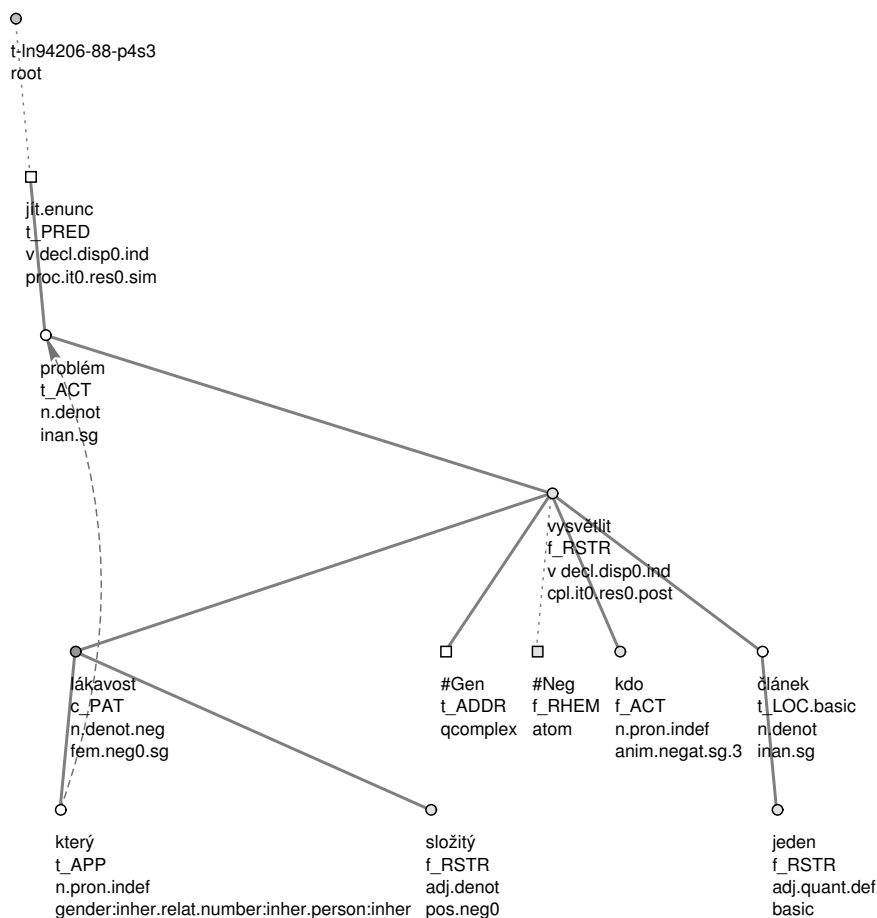 t-ln94206-88-p4s3
root
jít.enunc
t_PRED
v decl.disp0.ind
proc.it0.res0.sim
problém
t_ACT
n.denot
inan.sg
vysvětlit
f_RSTR
v decl.disp0.ind
cpl.it0.res0.post
lákavost
c_PAT
n.denot.neg
fem.neg0.sg
#Gen
t_ADDR
qcomplex
#Neg
f_RHEM
atom
kdo
f_ACT
n.pron.indef
anim.negat.sg.3
článek
t_LOC.basic
n.denot
inan.sg
který
t_APP
n.pron.indef
gender:inher.relat.number:inher.person:inher
složitý
f_RSTR
adj.denot
pos.neg0
jeden
f_RSTR
adj.quant.def
basic